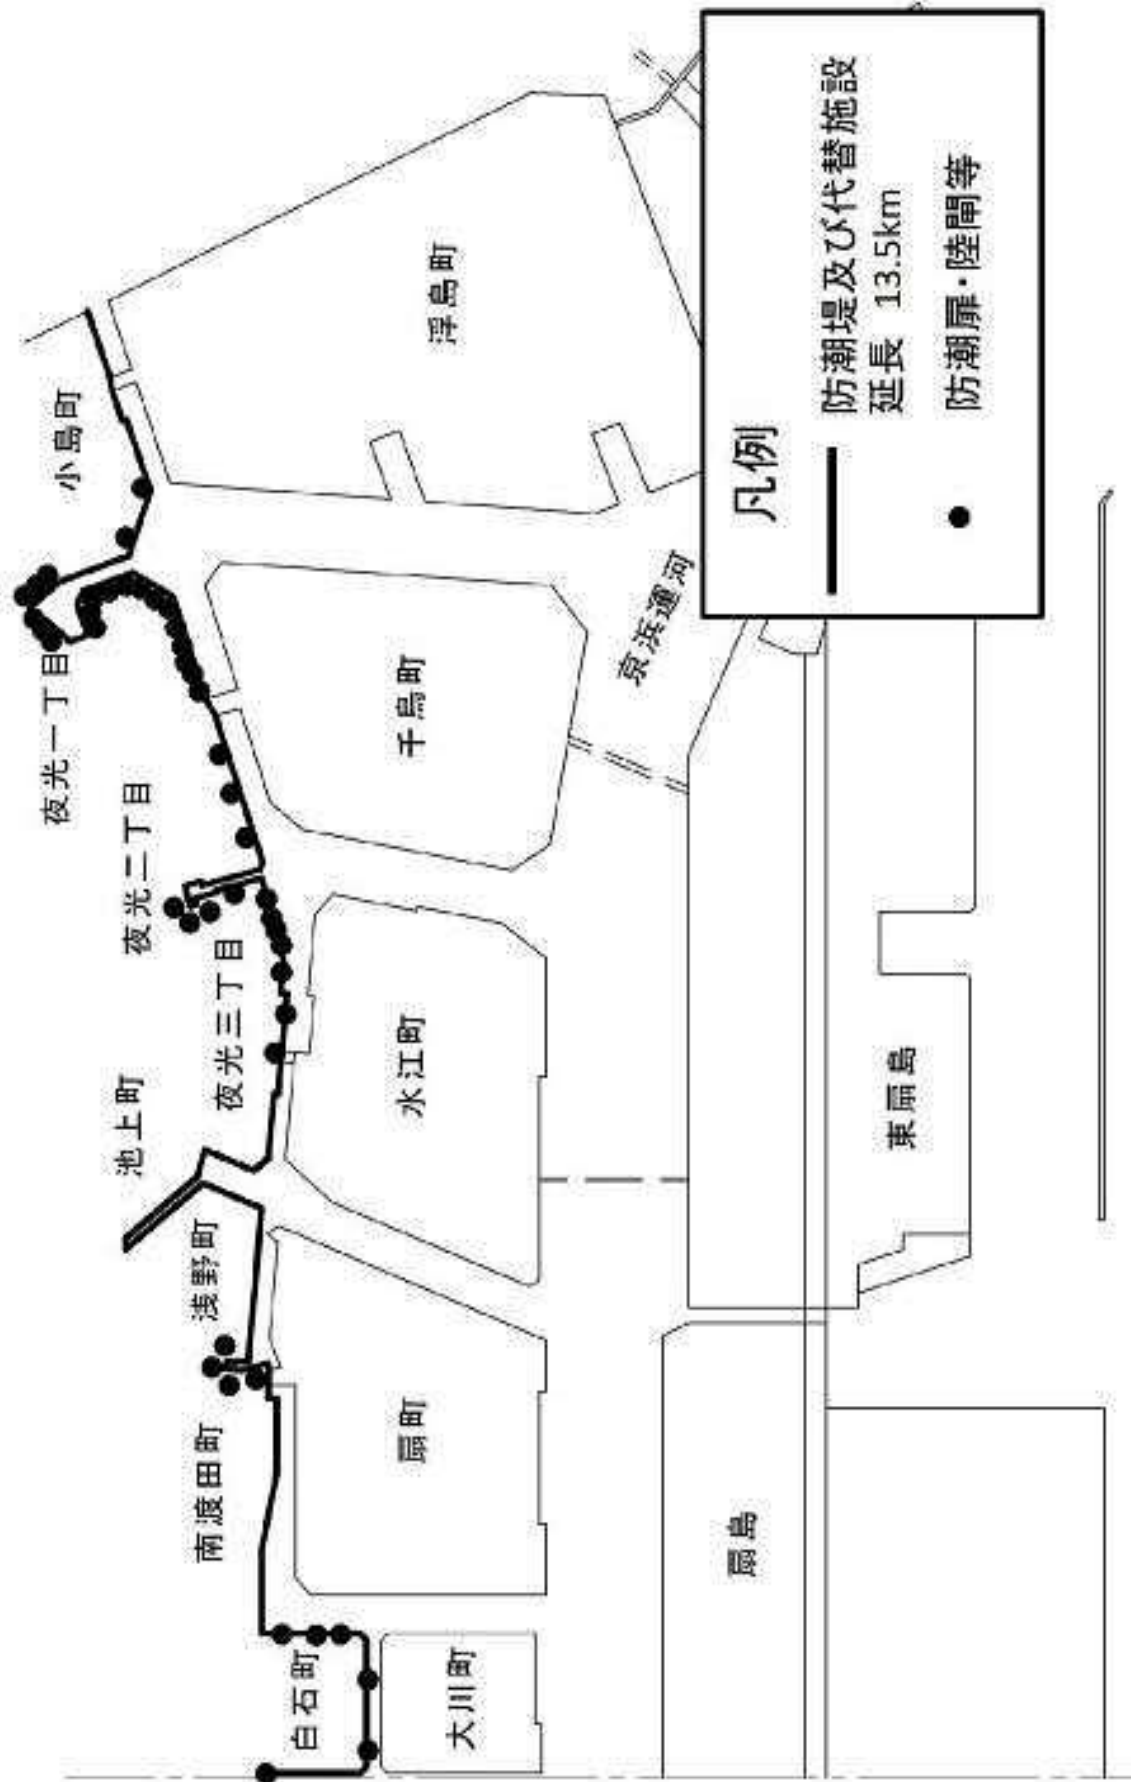 小島町
浮島町
夜光一丁目
夜光二丁目
夜光三丁目
千鳥町
京浜運河
池上町
水江町
浅野町
南渡田町
扇町
東扇島
扇島
白石町
大川町
凡例
防潮堤及び代替施設
延長 13.5km
防潮扉・陸閘等